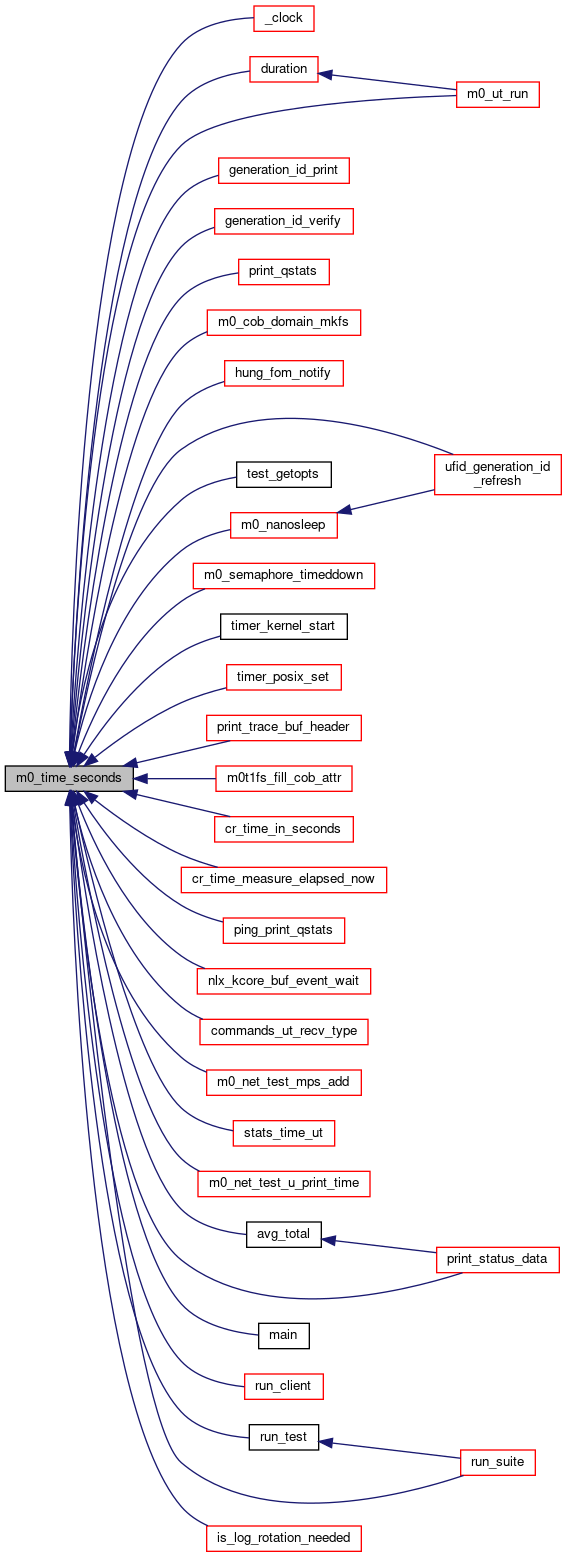 _clock
duration
m0_ut_run
generation_id_print
generation_id_verify
print_qstats
m0_cob_domain_mkfs
hung_fom_notify
ufid_generation_id
_refresh
test_getopts
m0_nanosleep
m0_semaphore_timeddown
timer_kernel_start
timer_posix_set
print_trace_buf_header
m0_time_seconds
m0t1fs_fill_cob_attr
cr_time_in_seconds
cr_time_measure_elapsed_now
ping_print_qstats
nlx_kcore_buf_event_wait
commands_ut_recv_type
m0_net_test_mps_add
stats_time_ut
m0_net_test_u_print_time
avg_total
print_status_data
main
run_client
run_test
run_suite
is_log_rotation_needed